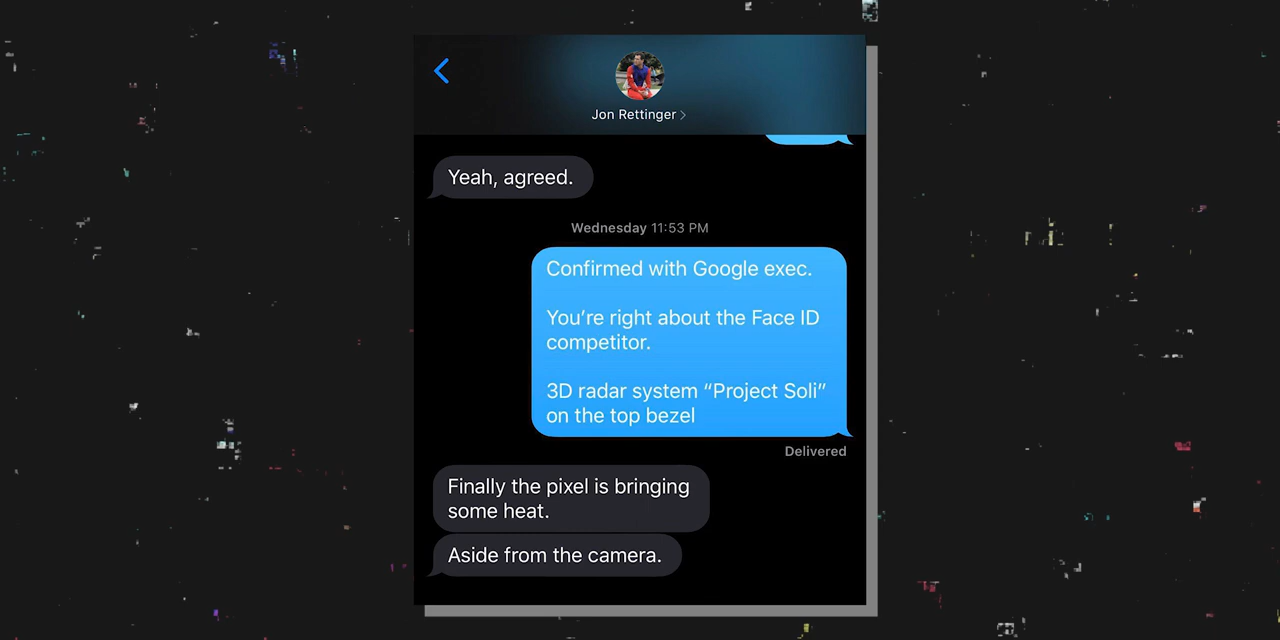 Jon Rettinger >
Yeah, agreed.
Wednesday 11:53 PM
Confirmed with Google exec.
You’re right about the Face ID
competitor.
3D radar system “Project Soli”
on the top bezel
Delivered
Finally the pixel is bringing
some heat.
Aside from the camera.